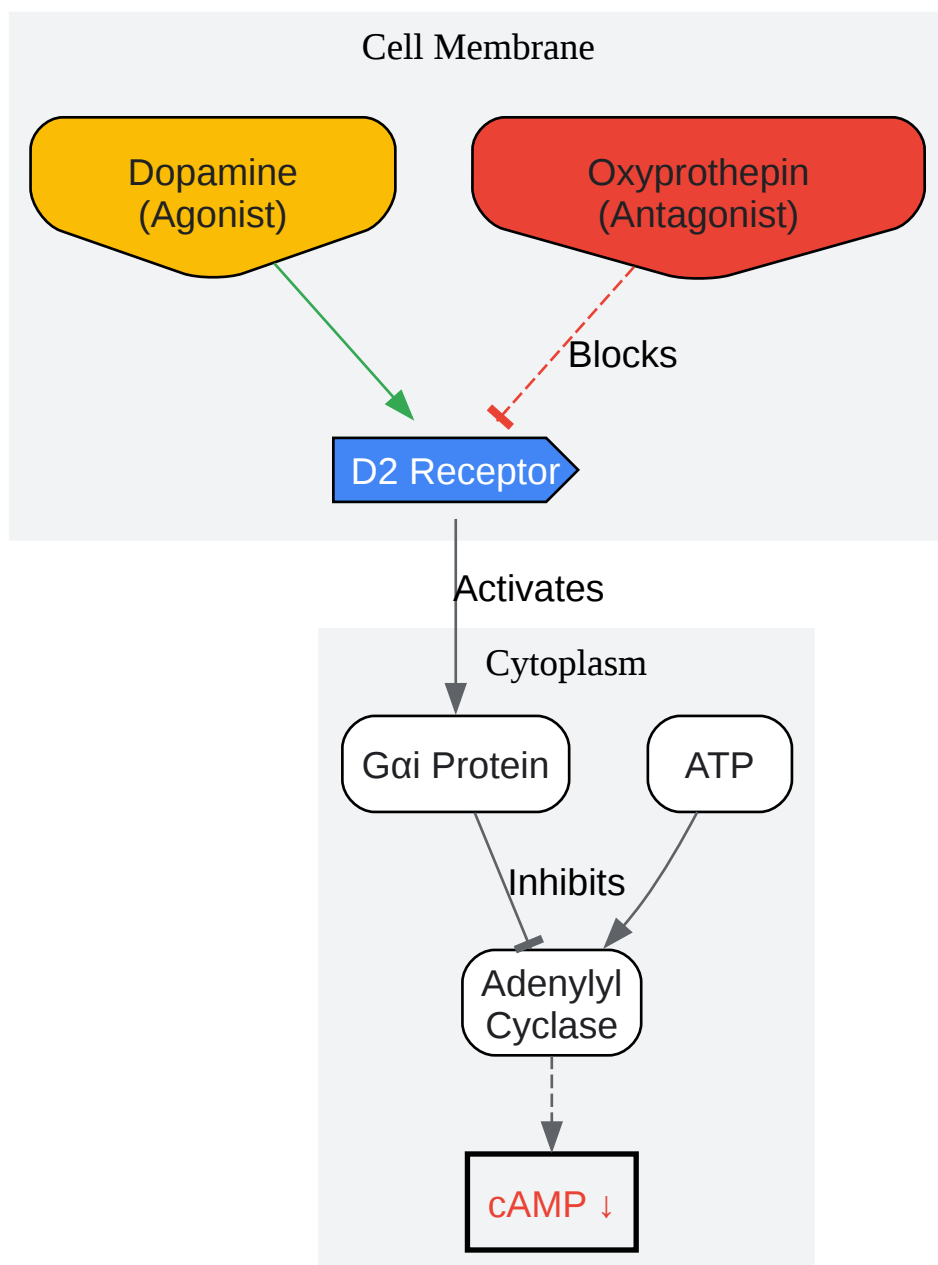 Cell Membrane
Dopamine
(Agonist)
Oxyprothepin
(Antagonist)
Blocks
D2 Receptor
Activates
Cytoplasm
Gαi Protein
ATP
Inhibits
Adenylyl
Cyclase
cAMP ↓